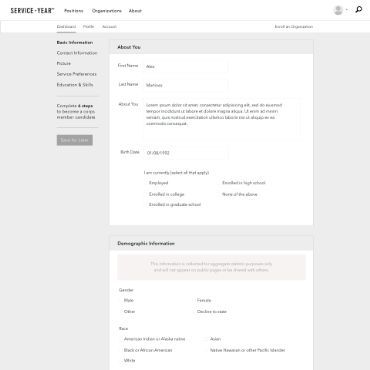 SERVICE•YEAR™ Positions Organizations About
Dashboard Profile Account Enroll an Organization
Basic Information
Contact Information
Picture
Service Preferences
Education & Skills
Complete 4 steps
to become a corps
member candidate
Save for Later
About You
First Name Alex
Last Name Martinez
About You Lorem ipsum dolor sit amet, consectetur adipisicing elit, sed do eiusmod
tempor incididunt ut labore et dolore magna aliqua. Ut enim ad minim
veniam, quis nostrud exercitation ullamco laboris nisi ut aliquip ex ea
commodo consequat.
Birth Date 01/08/1992
I am currently (select all that apply)
Employed Enrolled in high school
Enrolled in college None of the above
Enrolled in graduate school
Demographic Information
This information is collected for aggregate portrait purposes only
and will not appear on public pages or be shared with others.
Gender
Male Female
Other Decline to state
Race
American Indian or Alaska native Asian
Black or African American Native Hawaiian or other Pacific Islander
White